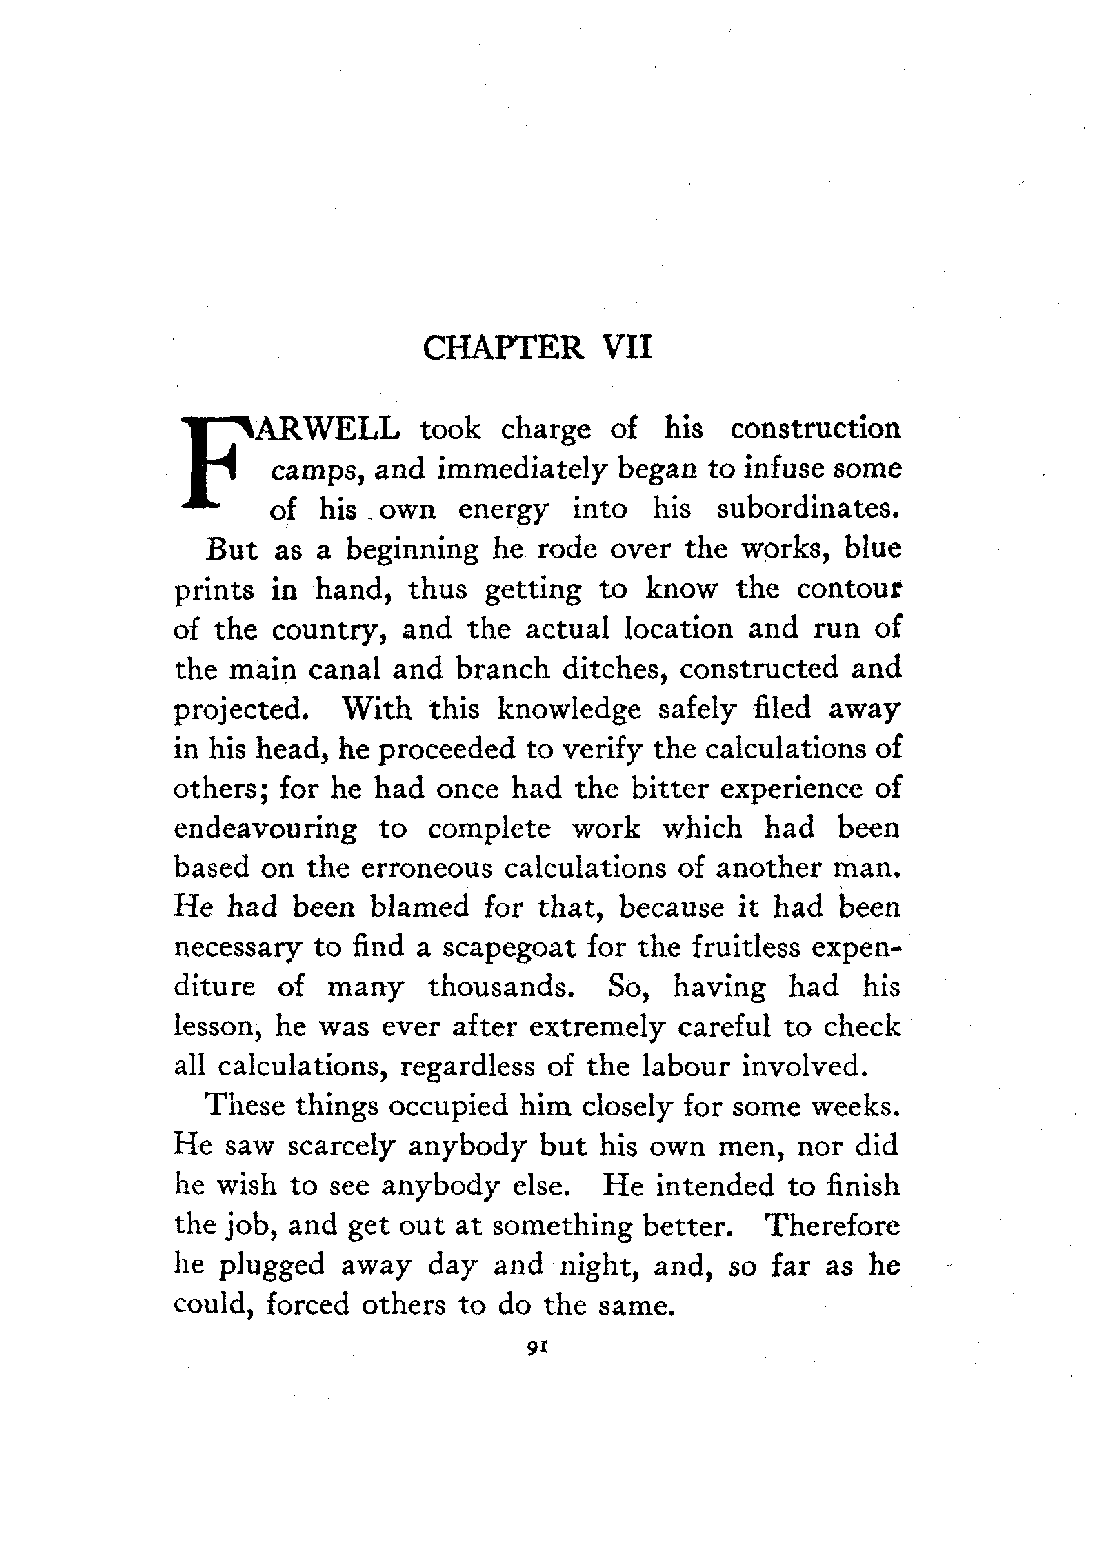 CHAPTER VII
FARWELL took charge of his construction
camps, and immediately began to infuse some
of his own energy into his subordinates.
But as a beginning he rode over the works, blue
prints in hand, thus getting to know the contour
of the country, and the actual location and run of
the main canal and branch ditches, constructed and
projected. With this knowledge safely filed away
in his head, he proceeded to verify the calculations of
others; for he had once had the bitter experience of
endeavouring to complete work which had been
based on the erroneous calculations of another man.
He had been blamed for that, because it had been
necessary to find a scapegoat for the fruitless expen-
diture of many thousands. So, having had his
lesson, he was ever after extremely careful to check
all calculations, regardless of the labour involved.
These things occupied him closely for some weeks.
He saw scarcely anybody but his own men, nor did
he wish to see anybody else. He intended to finish
the job, and get out at something better. Therefore
he plugged away day and night, and, so far as he
could, forced others to do the same.
91